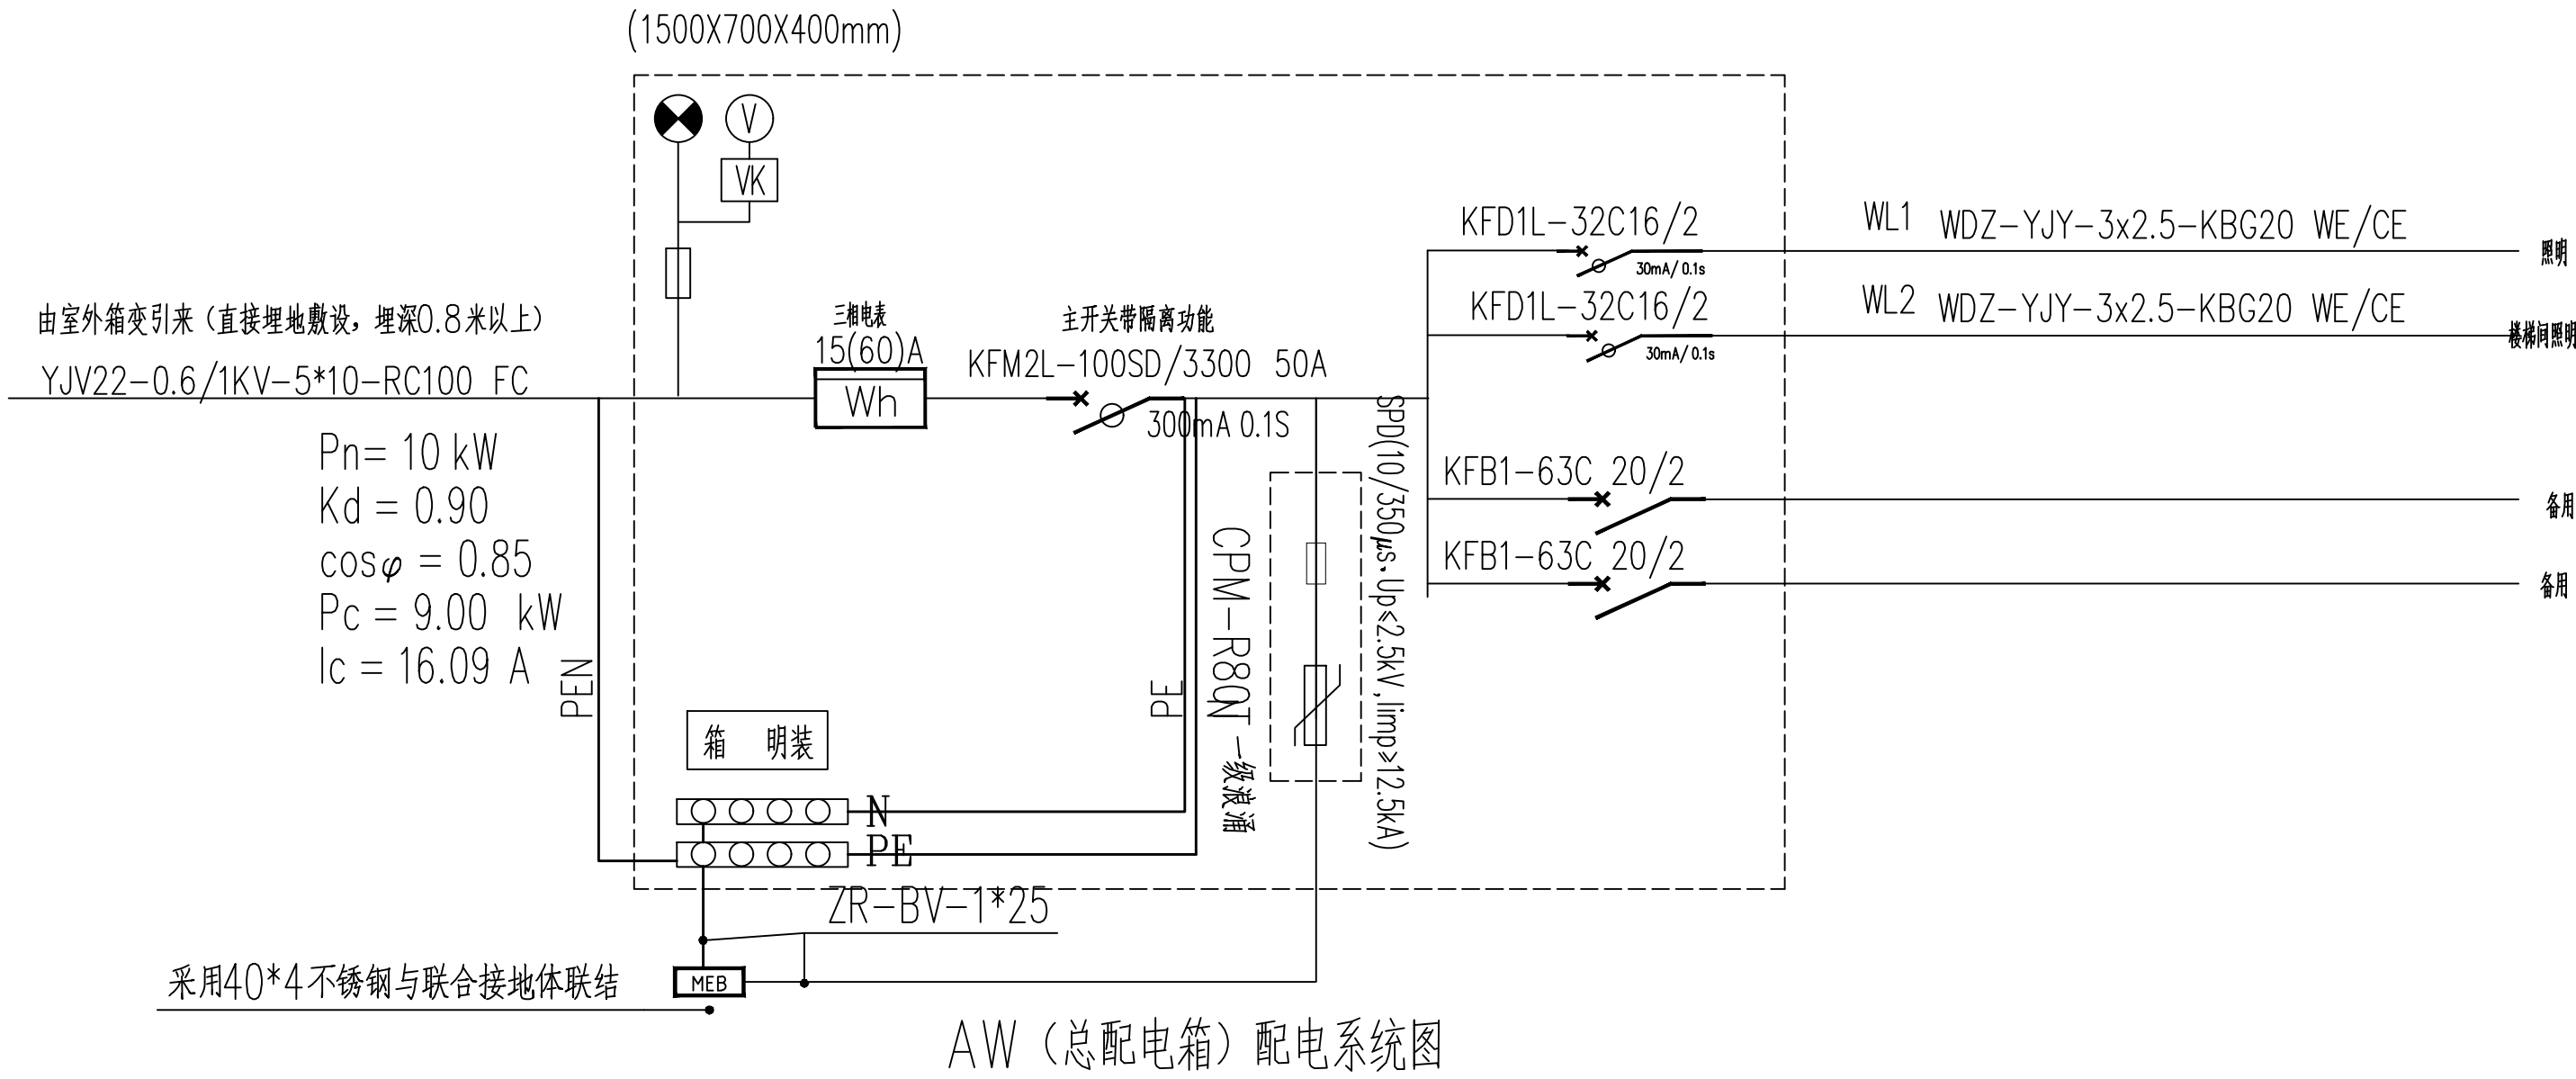 (1500X700X400mm)
V
VK
由室外箱变引来（直接埋地敷设，埋深0.8米以上）
YJV22-0.6/1KV-5*10-RC100 FC
Pn= 10 kW
Kd = 0.90
cosφ = 0.85
Pc = 9.00 kW
Ic = 16.09 A
三相电表
15(60)A
Wh
主开关带隔离功能
KFM2L-100SD/3300 50A
300mA 0.1S
KFD1L-32C16/2
30mA/0.1s
WL1 WDZ-YJY-3x2.5-KBG20 WE/CE
照明
KFD1L-32C16/2
30mA/0.1s
WL2 WDZ-YJY-3x2.5-KBG20 WE/CE
楼梯间照明
KFB1-63C 20/2
备用
KFB1-63C 20/2
备用
PEN
PE
N
CPM-R80T 一级浪涌
SPD(10/350μs、Up≤2.5kV,Iimp≥12.5kA)
箱 明装
N
PE
ZR-BV-1*25
MEB
采用40*4不锈钢与联合接地体联结
AW（总配电箱）配电系统图